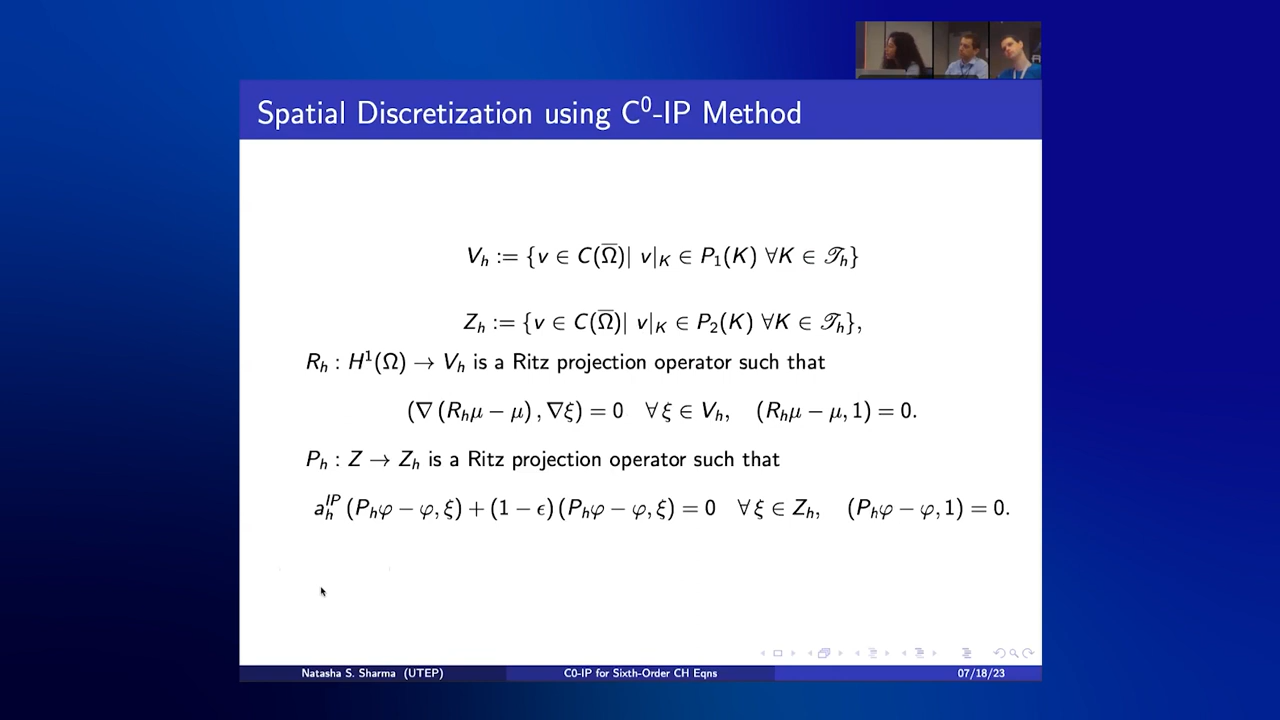 Spatial Discretization using C⁰-IP Method
V_h := {v ∈ C(Ω̅)| v|_K ∈ P₁(K) ∀K ∈ 𝒯_h}
Z_h := {v ∈ C(Ω̅)| v|_K ∈ P₂(K) ∀K ∈ 𝒯_h},
R_h : H¹(Ω) → V_h is a Ritz projection operator such that
(∇ (R_hμ − μ) , ∇ξ) = 0 ∀ ξ ∈ V_h, (R_hμ − μ, 1) = 0.
P_h : Z → Z_h is a Ritz projection operator such that
a_h^{IP} (P_hφ − φ, ξ) + (1 − ϵ) (P_hφ − φ, ξ) = 0 ∀ ξ ∈ Z_h, (P_hφ − φ, 1) = 0.
Natasha S. Sharma (UTEP) C0-IP for Sixth-Order CH Eqns 07/18/23